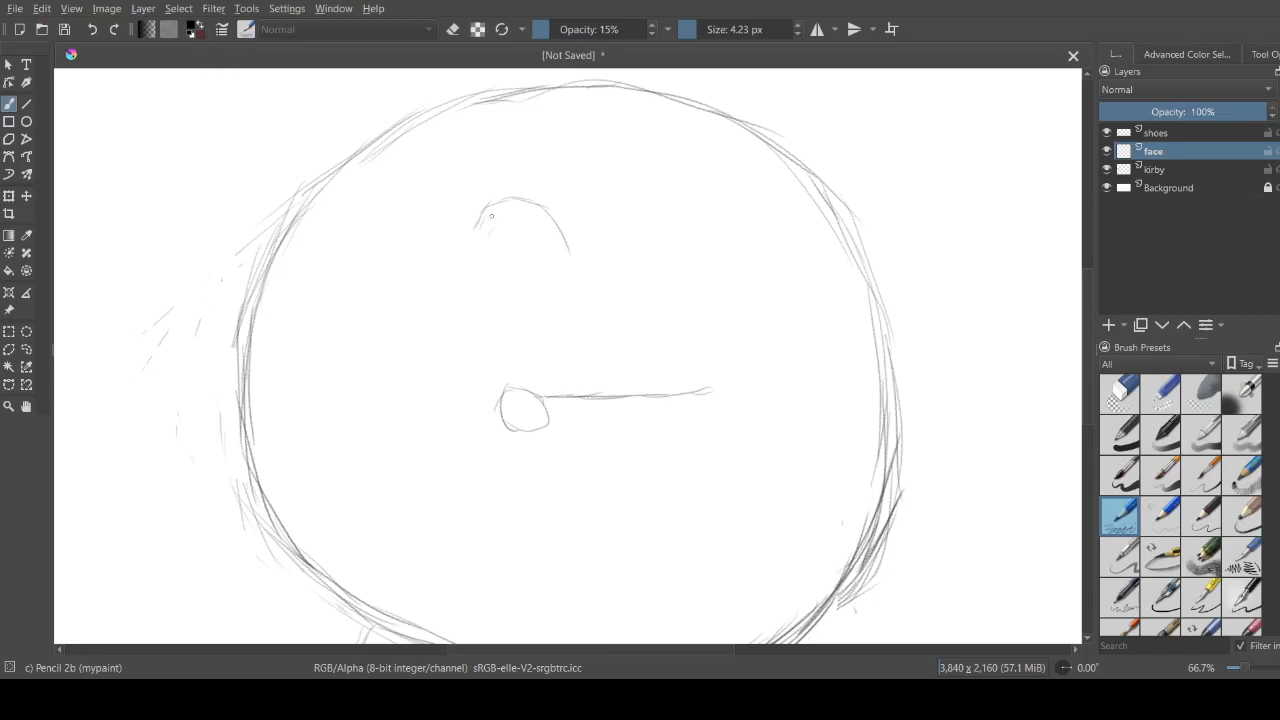 File Edit View Image Layer Select Filter Tools Settings Window Help
Normal Opacity: 15% Size: 4.23 px
[Not Saved] *
Advanced Color Sel... Tool Op
Layers
Normal
Opacity: 100%
shoes
face
kirby
Background
Brush Presets
All Tag
Search Filter in
c) Pencil 2b (mypaint) RGB/Alpha (8-bit integer/channel) sRGB-elle-V2-srgbtrc.icc 3,840 x 2,160 (57.1 MiB) 0.00° 66.7%